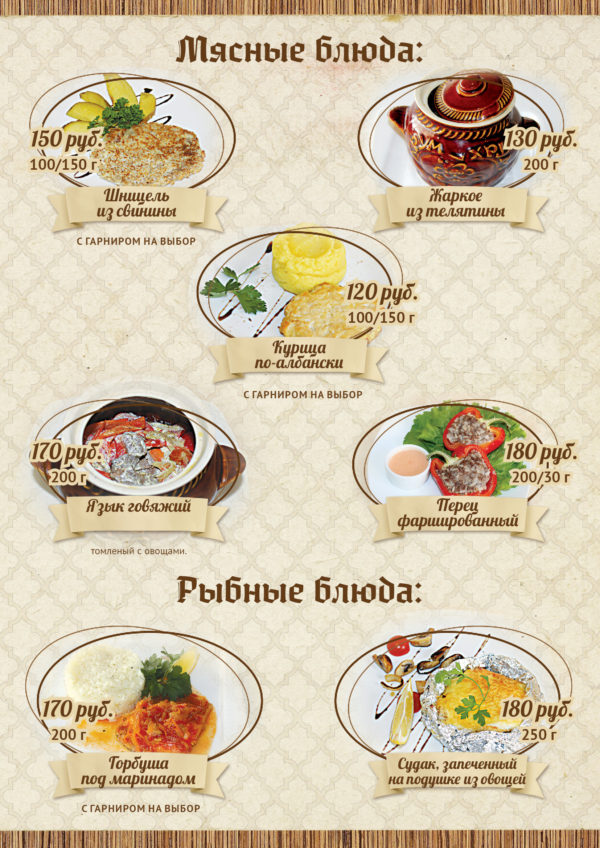 Мясные блюда:
150 руб.
100/150 г
Шницель
из свинины
С ГАРНИРОМ НА ВЫБОР
130 руб.
200 г
Жаркое
из телятины
120 руб.
100/150 г
Курица
по-албански
С ГАРНИРОМ НА ВЫБОР
170 руб.
200 г
Язык говяжий
томленый с овощами.
180 руб.
200/30 г
Перец
фаршированный
Рыбные блюда:
170 руб.
200 г
Горбуша
под маринадом
С ГАРНИРОМ НА ВЫБОР
180 руб.
250 г
Судак, запеченный
на подушке из овощей